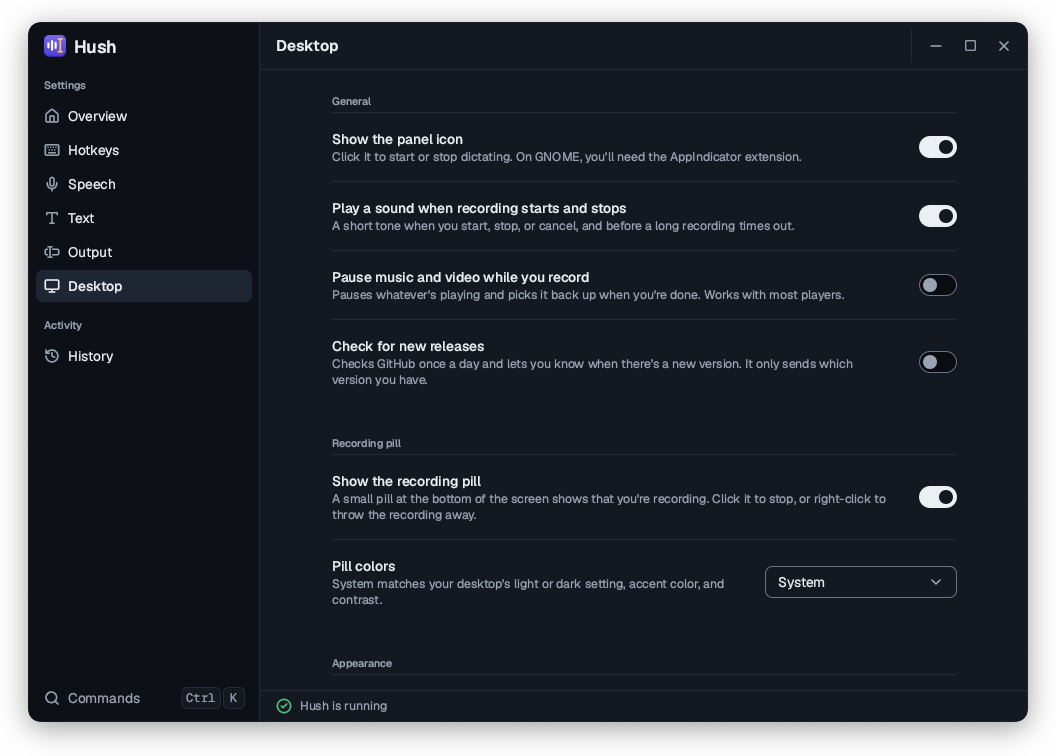 Hush
Settings
Overview
Hotkeys
Speech
Text
Output
Desktop
Activity
History
Commands
Ctrl K
Desktop
General
Show the panel icon
Click it to start or stop dictating. On GNOME, you'll need the AppIndicator extension.
Play a sound when recording starts and stops
A short tone when you start, stop, or cancel, and before a long recording times out.
Pause music and video while you record
Pauses whatever's playing and picks it back up when you're done. Works with most players.
Check for new releases
Checks GitHub once a day and lets you know when there's a new version. It only sends which
version you have.
Recording pill
Show the recording pill
A small pill at the bottom of the screen shows that you're recording. Click it to stop, or right-click to
throw the recording away.
Pill colors
System matches your desktop's light or dark setting, accent color, and
contrast.
System
Appearance
Hush is running